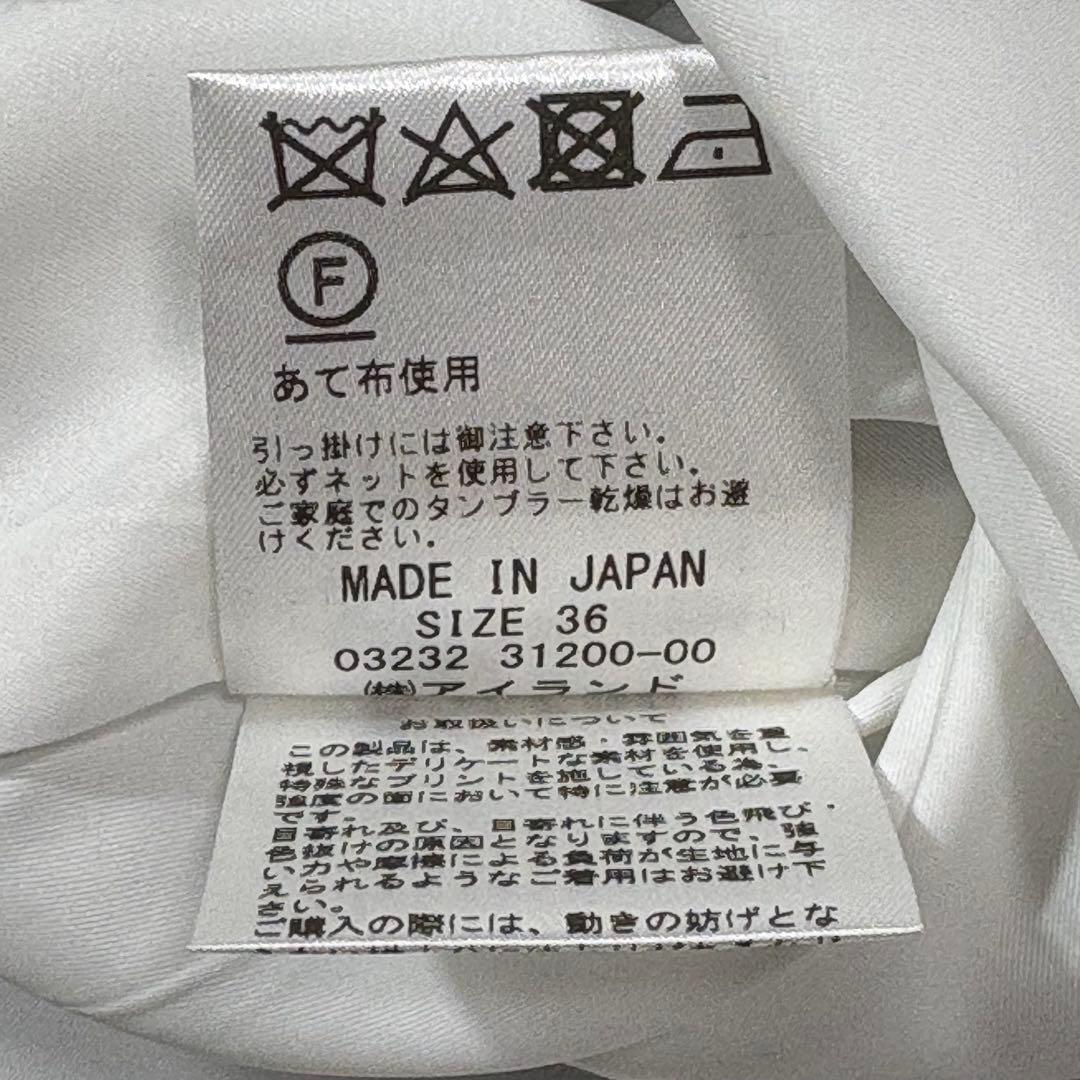 F
あて布使用
引っ掛けには御注意下さい。
必ずネットを使用して下さい。
ご家庭でのタンブラー乾燥はお避
けください。
MADE IN JAPAN
SIZE 36
03232 31200-00
(株)アイランド
お取扱いについて
この製品は、素材感・雰囲気を重
視したデリケートな素材を使用し、
特殊なプリントを施している為、
強度の面において特に注意が必要
です。
目寄れ及び、目寄れに伴う色飛び・
色抜けの原因となりますので、強
い力や摩擦による負荷が生地に与
えられるようなご着用はお避け下
さい。
ご購入の際には、動きの妨げとな